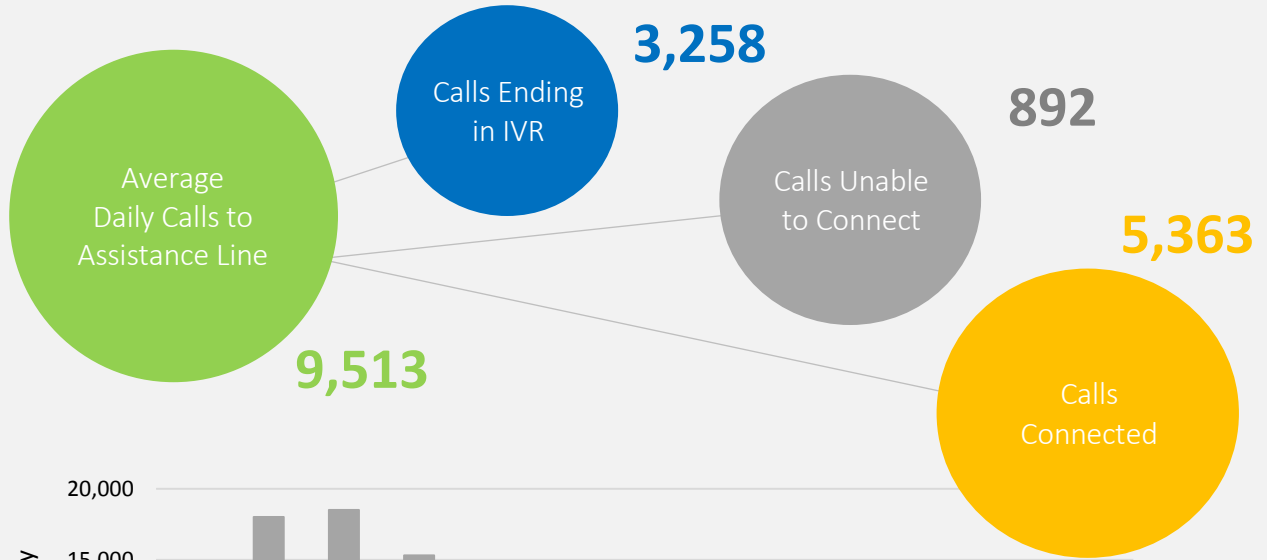 3,258
Calls Ending
in IVR
892
Average
Daily Calls to
Assistance Line
Calls Unable
to Connect
5,363
9,513
Calls
Connected
20,000
15,000